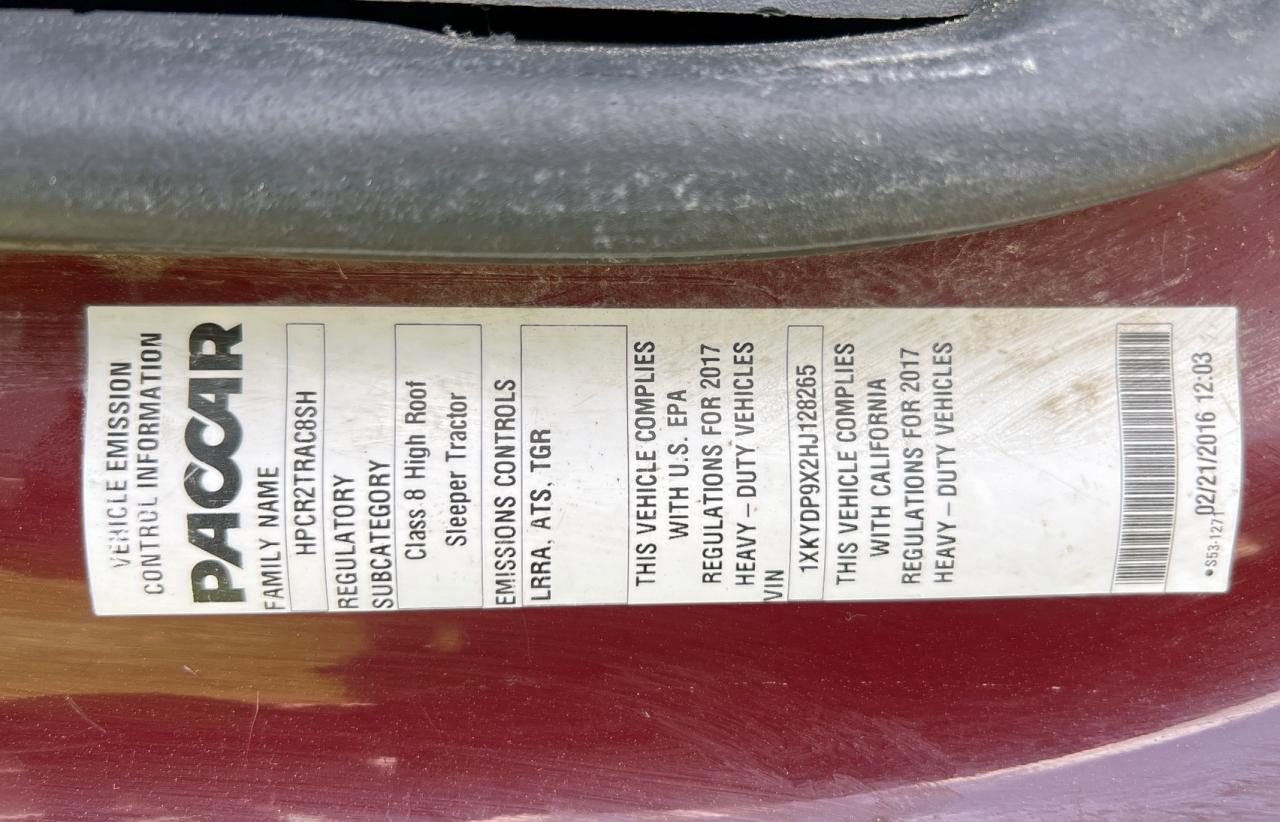 VEHICLE EMISSION
CONTROL INFORMATION
PACCAR
FAMILY NAME
HPCR2TRAC8SH
REGULATORY
SUBCATEGORY
Class 8 High Roof
Sleeper Tractor
EMISSIONS CONTROLS
LRRA, ATS, TGR
THIS VEHICLE COMPLIES
WITH U.S. EPA
REGULATIONS FOR 2017
HEAVY – DUTY VEHICLES
VIN
1XKYDP9X2HJ128265
THIS VEHICLE COMPLIES
WITH CALIFORNIA
REGULATIONS FOR 2017
HEAVY – DUTY VEHICLES
02/21/2016 12:03
•S53-1271